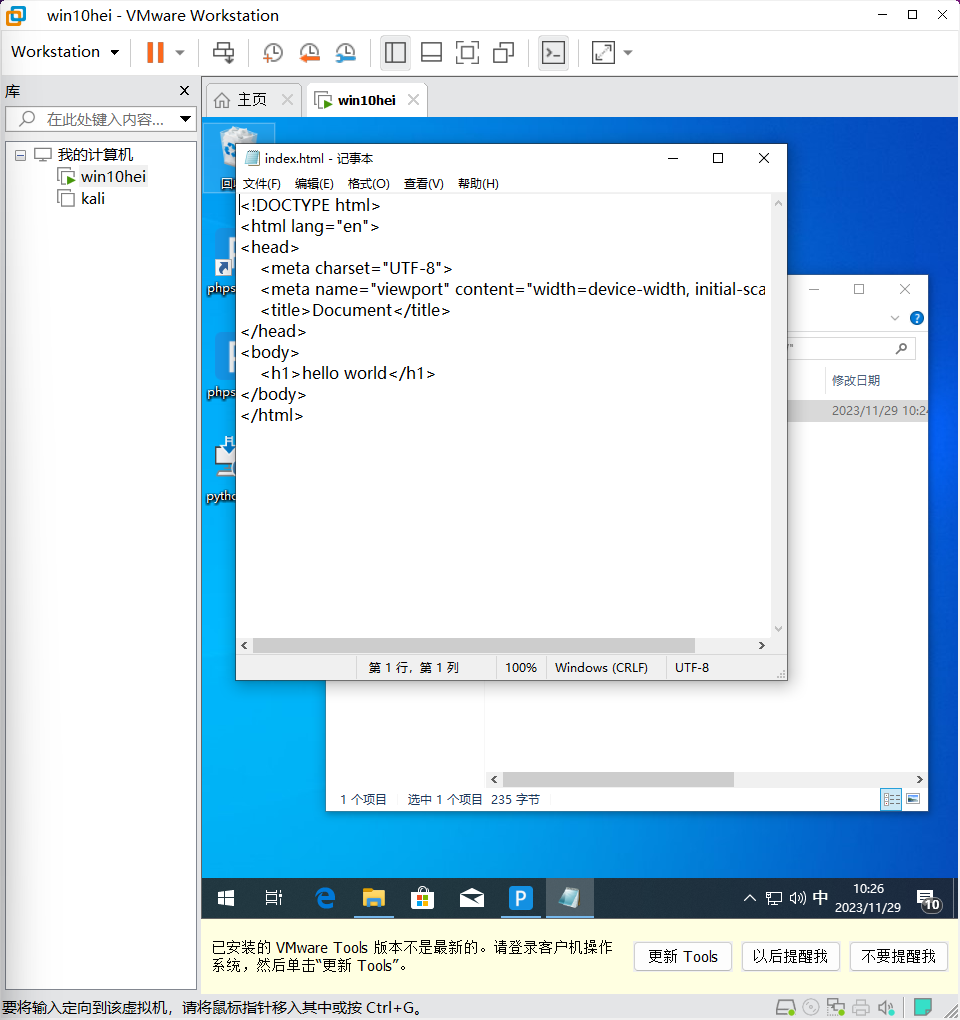 win10hei - VMware Workstation
Workstation
库
在此处键入内容...
我的计算机
win10hei
kali
主页
win10hei
index.html - 记事本
文件(F) 编辑(E) 格式(O) 查看(V) 帮助(H)
<!DOCTYPE html>
<html lang="en">
<head>
<meta charset="UTF-8">
<meta name="viewport" content="width=device-width, initial-sca
<title>Document</title>
</head>
<body>
<h1>hello world</h1>
</body>
</html>
第 1 行，第 1 列 100% Windows (CRLF) UTF-8
回
phps
phps
pytho
修改日期
2023/11/29 10:24
1 个项目 选中 1 个项目 235 字节
P
中
10:26
2023/11/29
10
已安装的 VMware Tools 版本不是最新的。请登录客户机操作
系统，然后单击“更新 Tools”。
更新 Tools 以后提醒我 不要提醒我
要将输入定向到该虚拟机，请将鼠标指针移入其中或按 Ctrl+G。